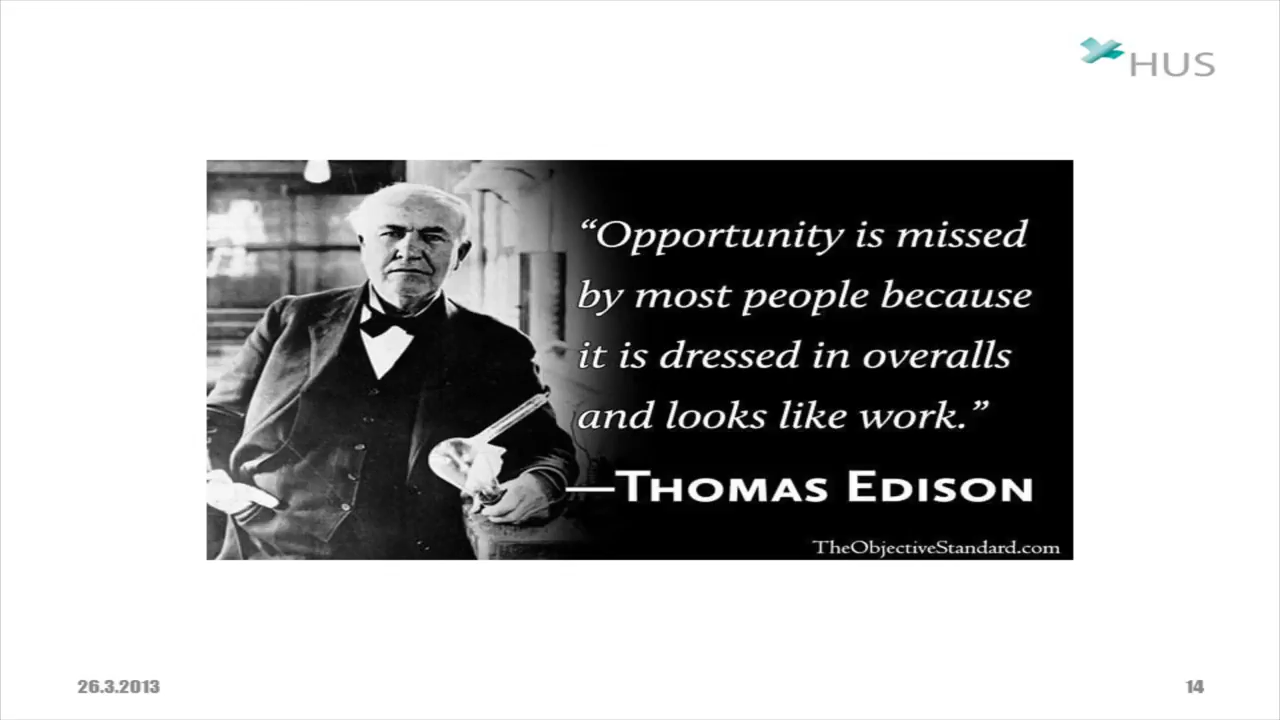 HUS
“Opportunity is missed
by most people because
it is dressed in overalls
and looks like work.”
—THOMAS EDISON
TheObjectiveStandard.com
26.3.2013
14